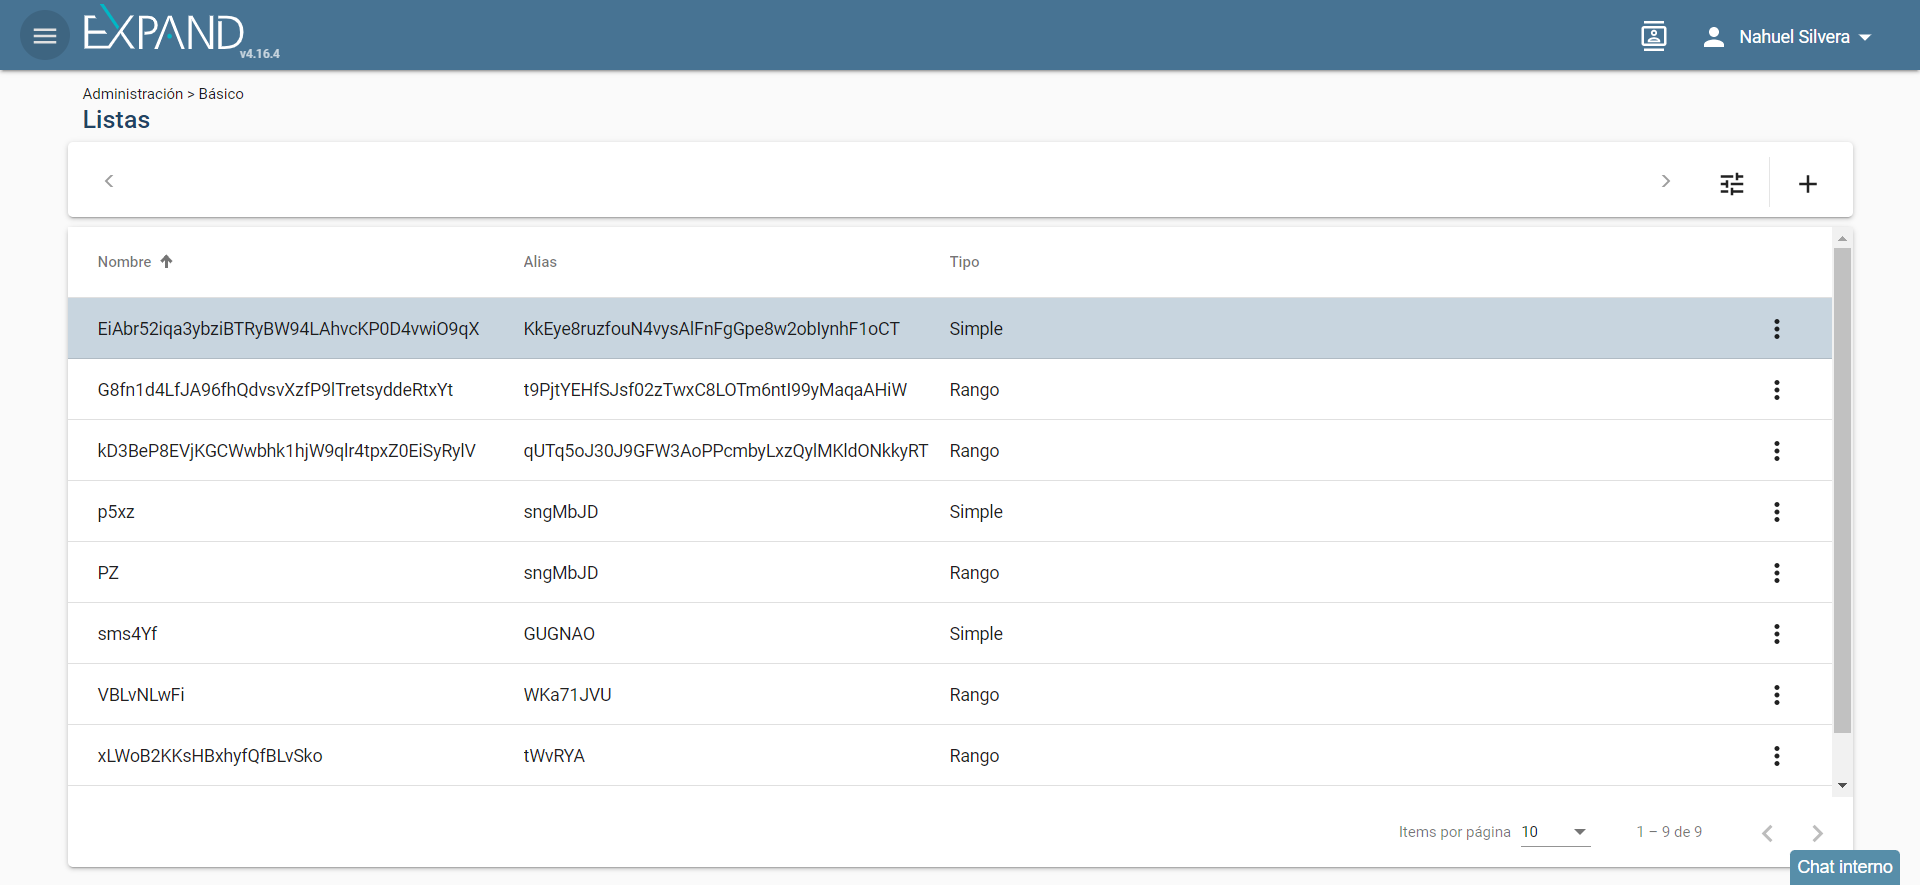 EXPAND v4.16.4
Nahuel Silvera
Administración > Básico
Listas
Nombre Alias Tipo
EiAbr52iqa3ybziBTRyBW94LAhvcKP0D4vwiO9qX KkEye8ruzfouN4vysAlFnFgGpe8w2obIynhF1oCT Simple
G8fn1d4LfJA96fhQdvsvXzfP9lTretsyddeRtxYt t9PjtYEHfSJsf02zTwxC8LOTm6ntI99yMaqaAHiW Rango
kD3BeP8EVjKGCWwbhk1hjW9qlr4tpxZ0EiSyRylV qUTq5oJ30J9GFW3AoPPcmbyLxzQylMKldONkkyRT Rango
p5xz sngMbJD Simple
PZ sngMbJD Rango
sms4Yf GUGNAO Simple
VBLvNLwFi WKa71JVU Rango
xLWoB2KKsHBxhyfQfBLvSko tWvRYA Rango
Items por página 10 1 – 9 de 9
Chat interno